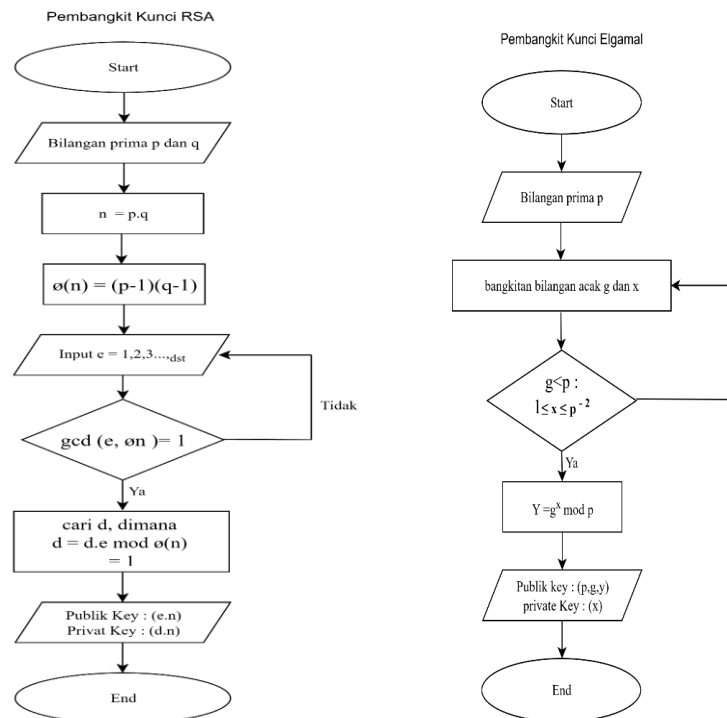 Pembangkit Kunci RSA
Start
Bilangan prima p dan q
n = p.q
ø(n) = (p-1)(q-1)
Input e = 1,2,3...,dst
Tidak
gcd (e, øn )= 1
Ya
cari d, dimana
d = d.e mod ø(n)
= 1
Publik Key : (e.n)
Privat Key : (d.n)
End
Pembangkit Kunci Elgamal
Start
Bilangan prima p
bangkitan bilangan acak g dan x
g<p :
1≤ x ≤ p -2
Ya
Y =g^x mod p
Publik key : (p,g,y)
private Key : (x)
End